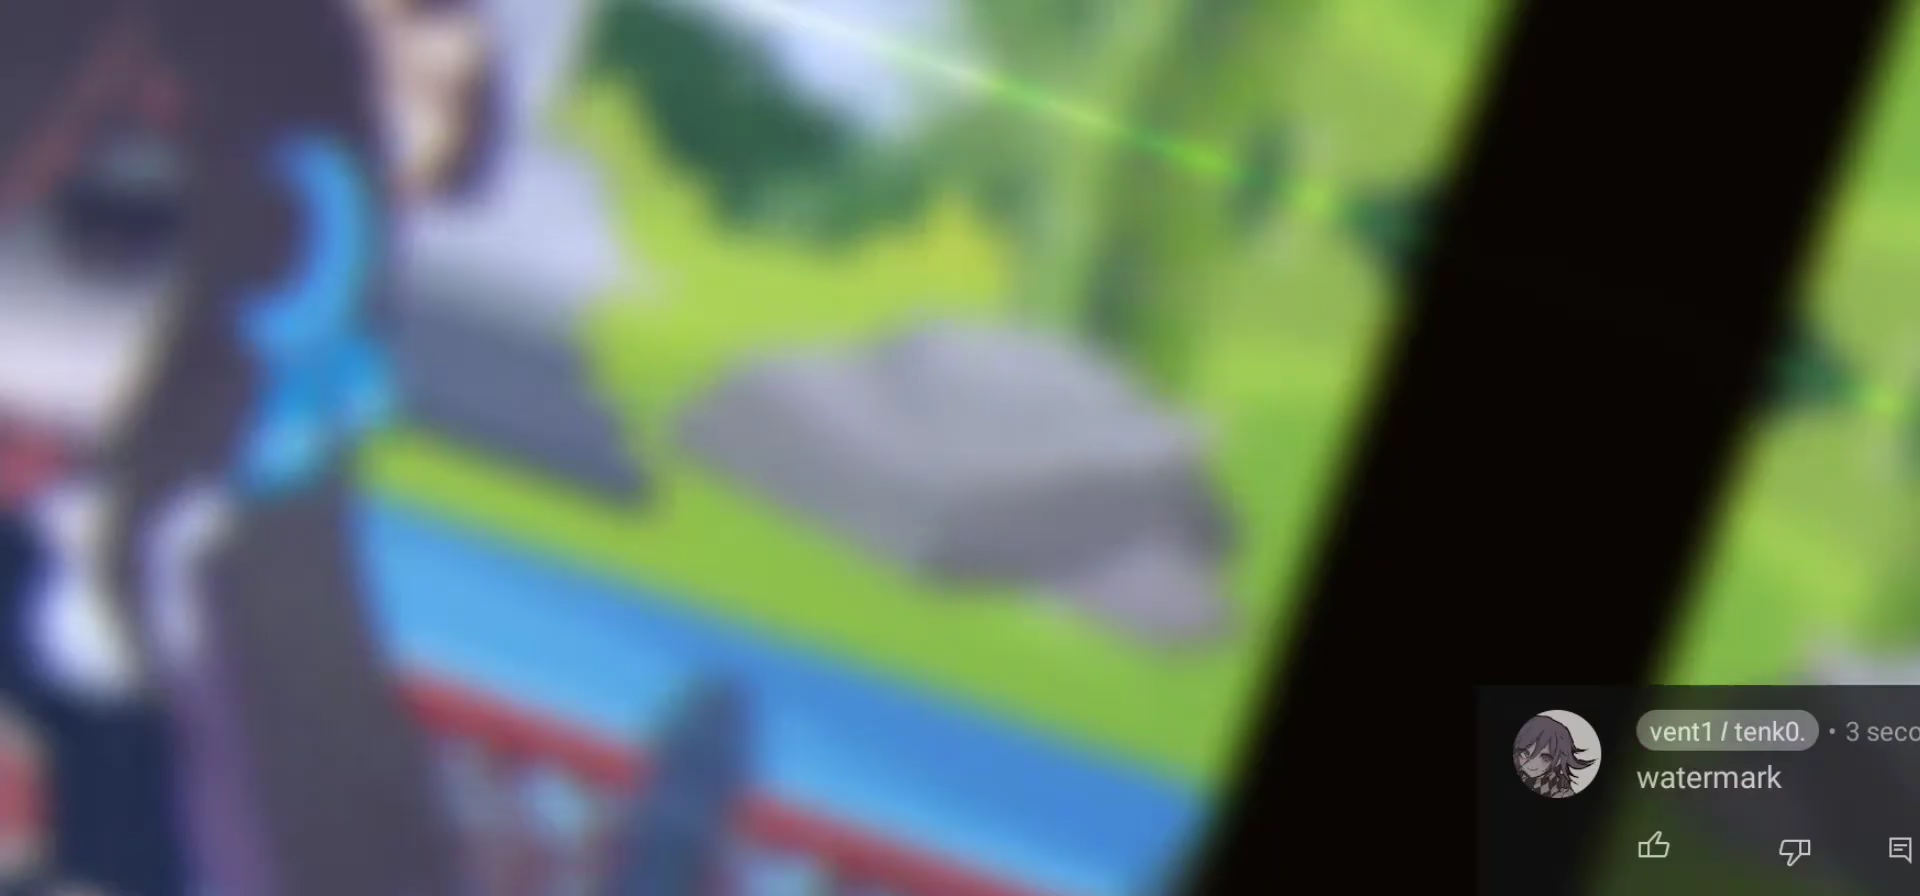 vent1 / tenk0. • 3 seco
watermark